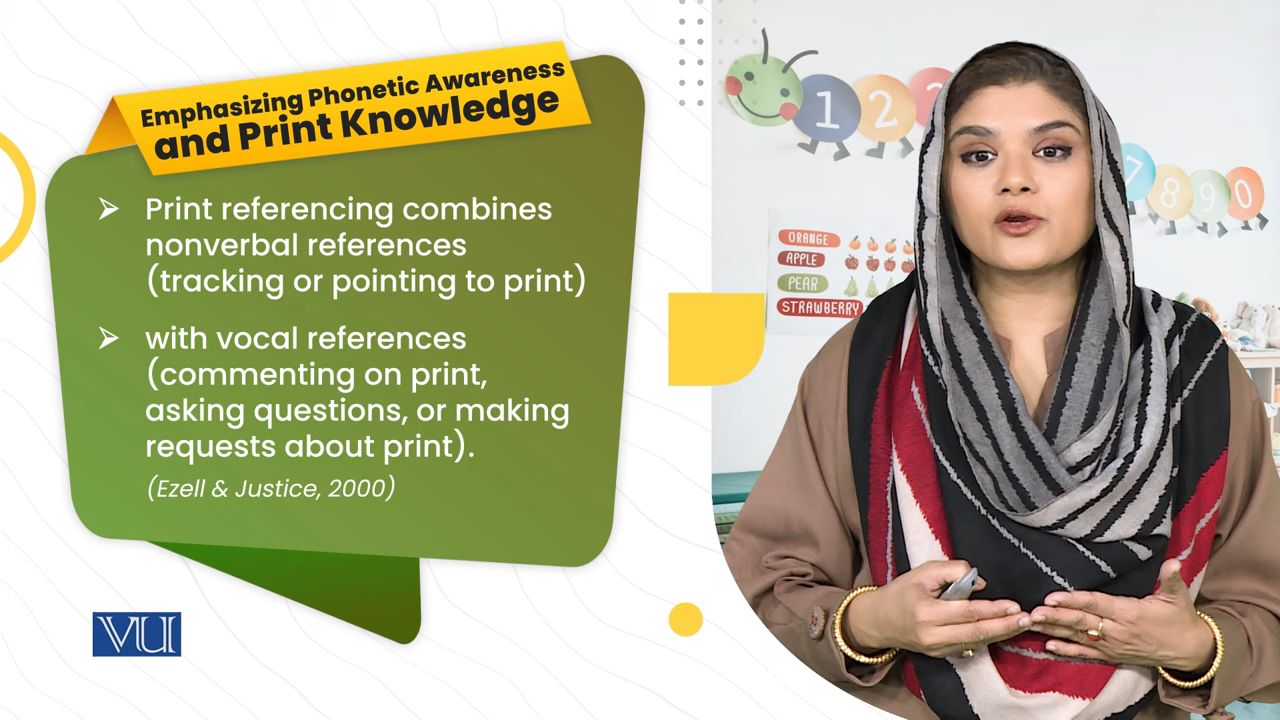 Emphasizing Phonetic Awareness
and Print Knowledge
➢ Print referencing combines
nonverbal references
(tracking or pointing to print)
➢ with vocal references
(commenting on print,
asking questions, or making
requests about print).
(Ezell & Justice, 2000)
VU
1 2
7 8 9 0
ORANGE
APPLE
PEAR
STRAWBERRY